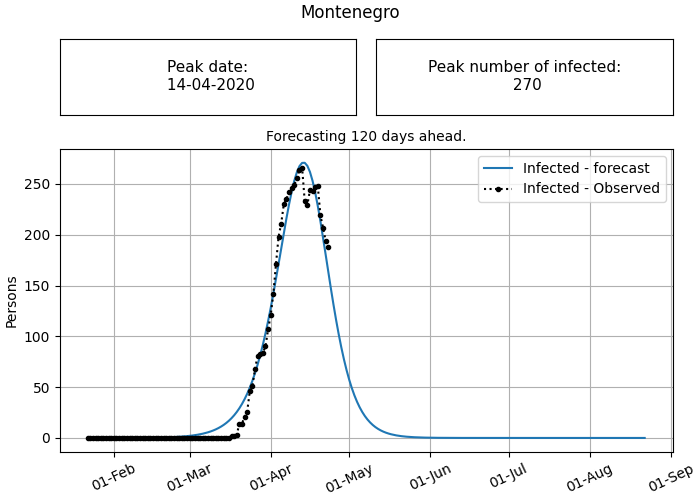 Montenegro
Peak date:
14-04-2020
Peak number of infected:
270
Forecasting 120 days ahead.
Infected - forecast
Infected - Observed
Persons
250
200
150
100
50
0
01-Feb
01-Mar
01-Apr
01-May
01-Jun
01-Jul
01-Aug
01-Sep